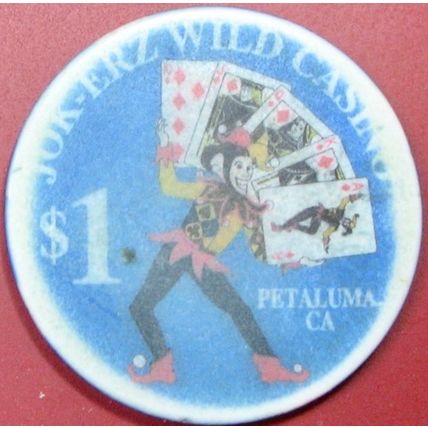 JOK-ERZ WILD CASINO
$1
PETALUMA
CA